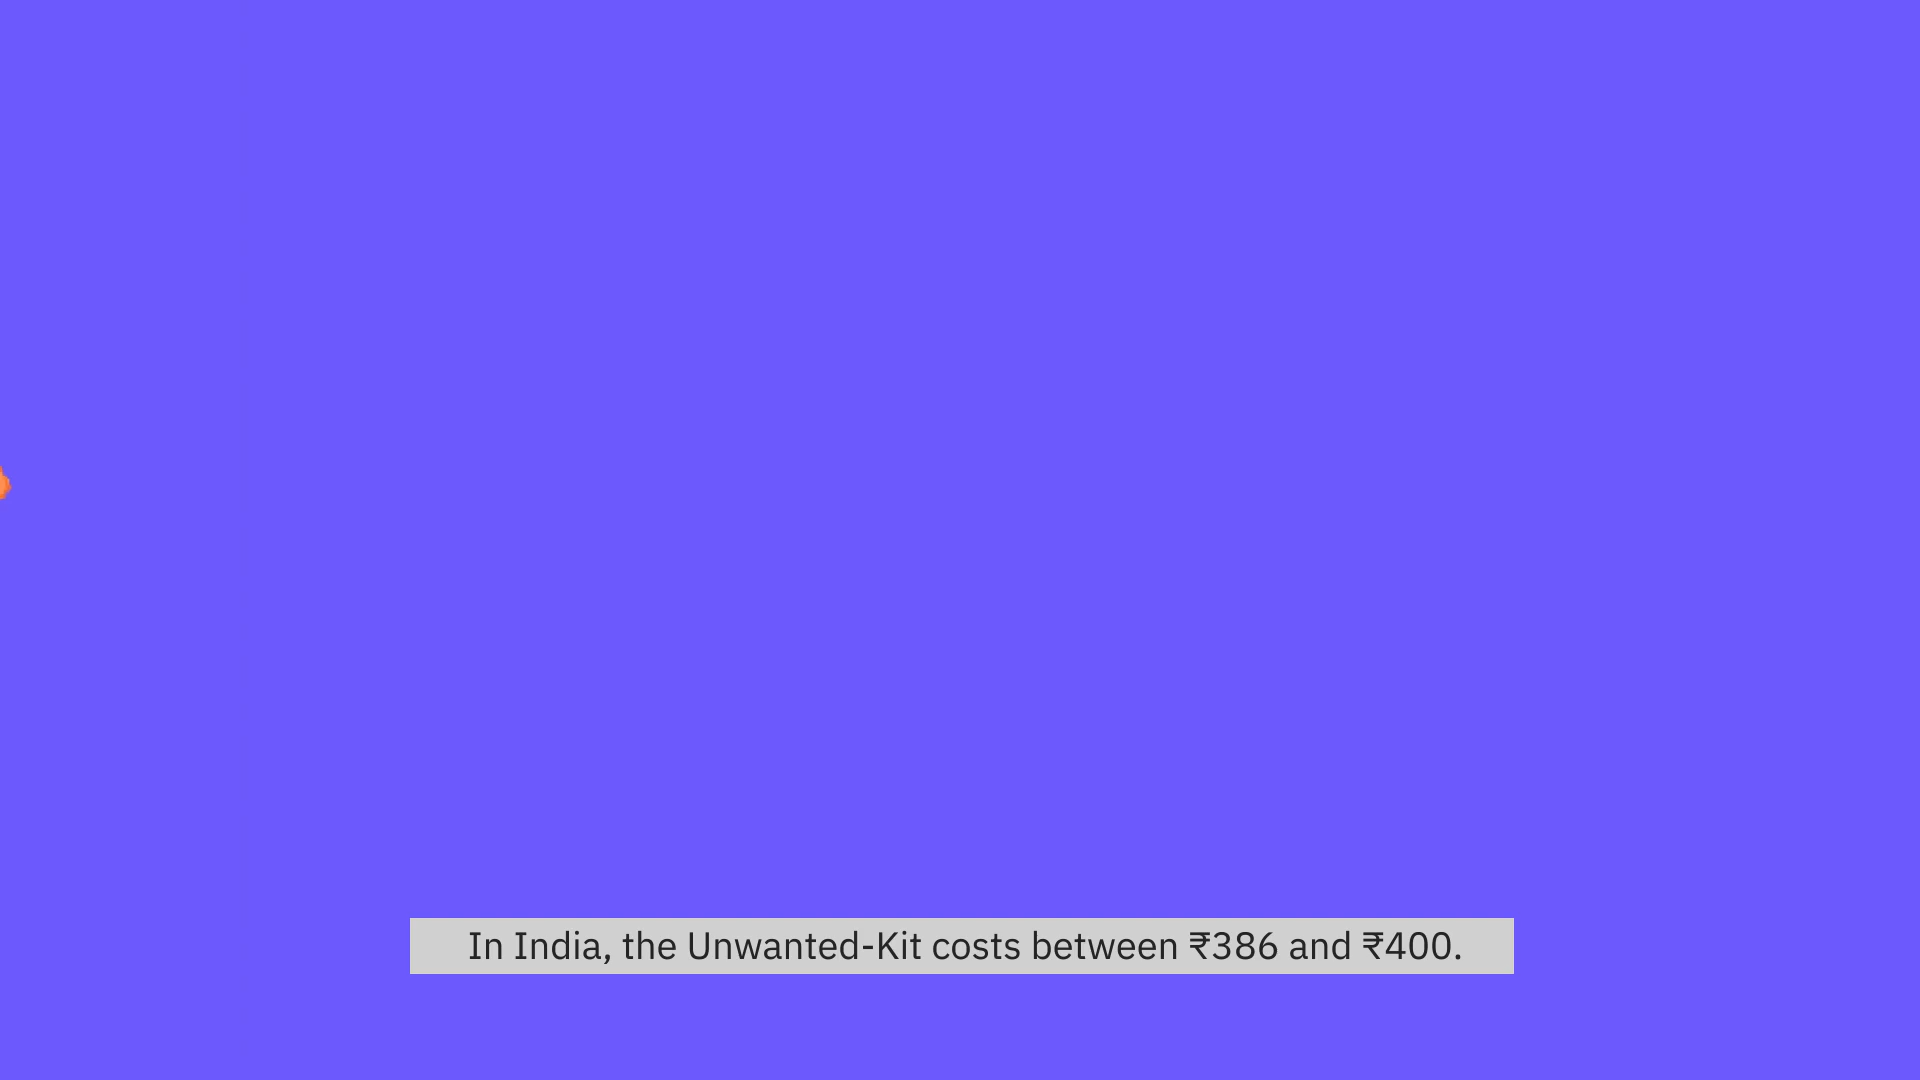 In India, the Unwanted-Kit costs between ₹386 and ₹400.